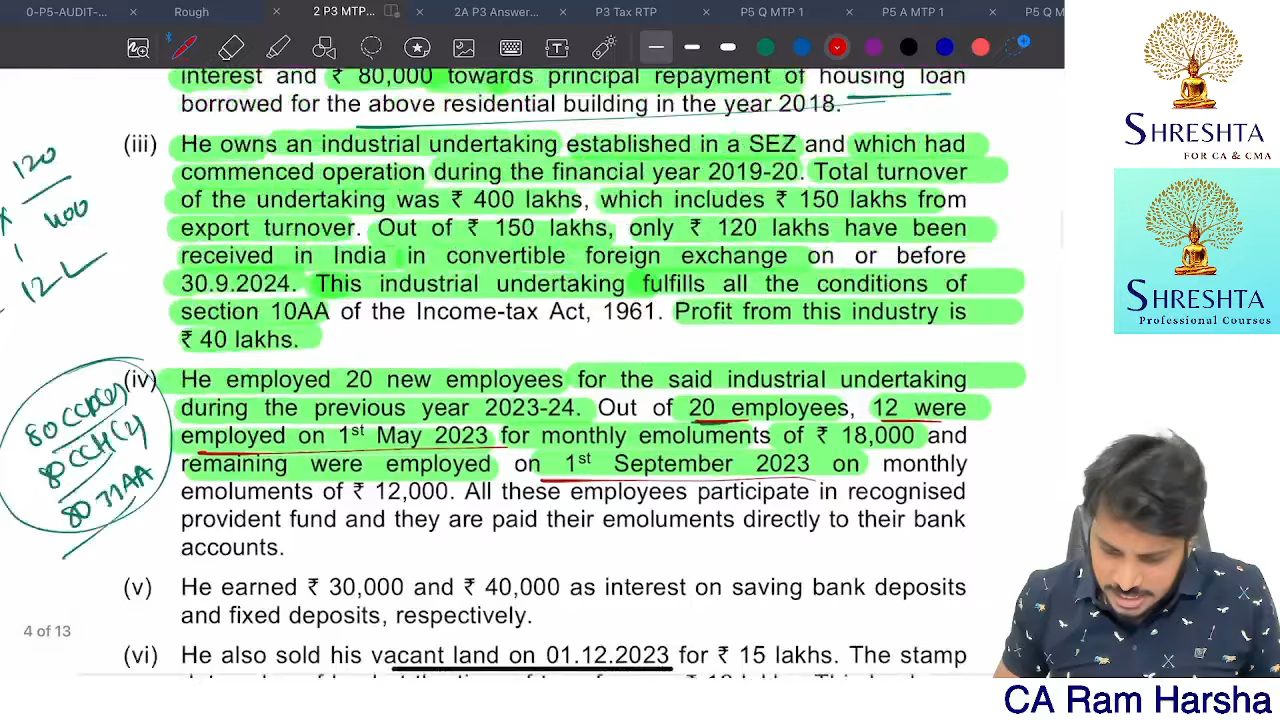 0-P5-AUDIT-...
Rough
2 P3 MTP...
2A P3 Answer...
P3 Tax RTP
P5 Q MTP 1
P5 A MTP 1
P5 Q M
interest and ₹ 80,000 towards principal repayment of housing loan
borrowed for the above residential building in the year 2018.
(iii) He owns an industrial undertaking established in a SEZ and which had
commenced operation during the financial year 2019-20. Total turnover
of the undertaking was ₹ 400 lakhs, which includes ₹ 150 lakhs from
export turnover. Out of ₹ 150 lakhs, only ₹ 120 lakhs have been
received in India in convertible foreign exchange on or before
30.9.2024. This industrial undertaking fulfills all the conditions of
section 10AA of the Income-tax Act, 1961. Profit from this industry is
₹ 40 lakhs.
(iv) He employed 20 new employees for the said industrial undertaking
during the previous year 2023-24. Out of 20 employees, 12 were
employed on 1st May 2023 for monthly emoluments of ₹ 18,000 and
remaining were employed on 1st September 2023 on monthly
emoluments of ₹ 12,000. All these employees participate in recognised
provident fund and they are paid their emoluments directly to their bank
accounts.
(v) He earned ₹ 30,000 and ₹ 40,000 as interest on saving bank deposits
and fixed deposits, respectively.
(vi) He also sold his vacant land on 01.12.2023 for ₹ 15 lakhs. The stamp
4 of 13
120
400
12L
80CCD(2)
80CCH(2)
80JJAA
SHRESHTA
FOR CA & CMA
SHRESHTA
Professional Courses
CA Ram Harsha